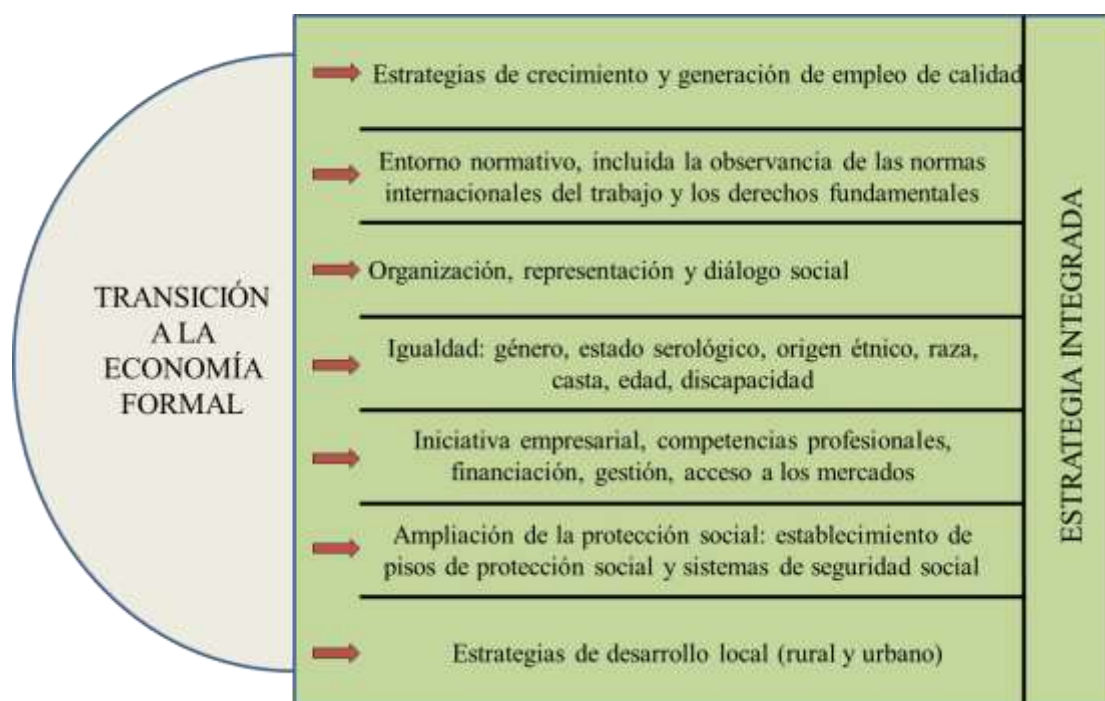 TRANSICIÓN
A LA
ECONOMÍA
FORMAL
Estrategias de crecimiento y generación de empleo de calidad
Entorno normativo, incluida la observancia de las normas
internacionales del trabajo y los derechos fundamentales
Organización, representación y diálogo social
Igualdad: género, estado serológico, origen étnico, raza,
casta, edad, discapacidad
Iniciativa empresarial, competencias profesionales,
financiación, gestión, acceso a los mercados
Ampliación de la protección social: establecimiento de
pisos de protección social y sistemas de seguridad social
Estrategias de desarrollo local (rural y urbano)
ESTRATEGIA INTEGRADA